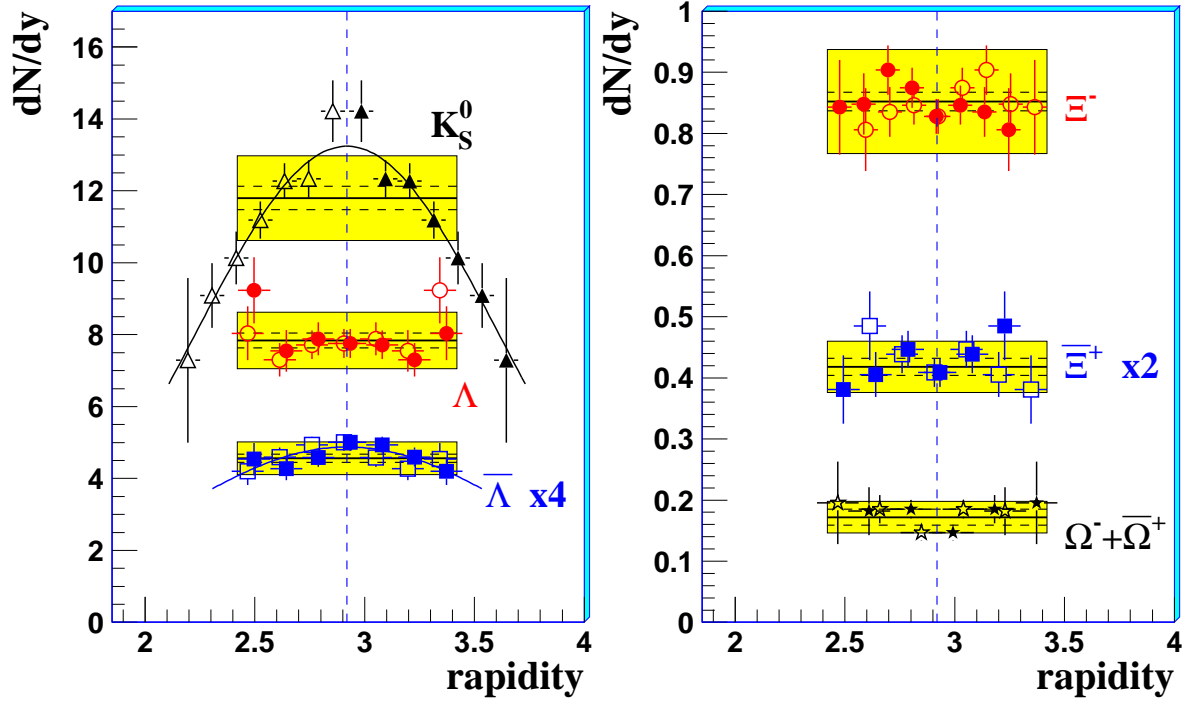 dN/dy
16
14
12
10
8
6
4
2
0
K⁰_S
Λ
Λ̅ x4
2 2.5 3 3.5 4
rapidity
dN/dy
1
0.9
0.8
0.7
0.6
0.5
0.4
0.3
0.2
0.1
0
Ξ⁻
Ξ̅⁺ x2
Ω⁻+Ω̅⁺
2 2.5 3 3.5 4
rapidity